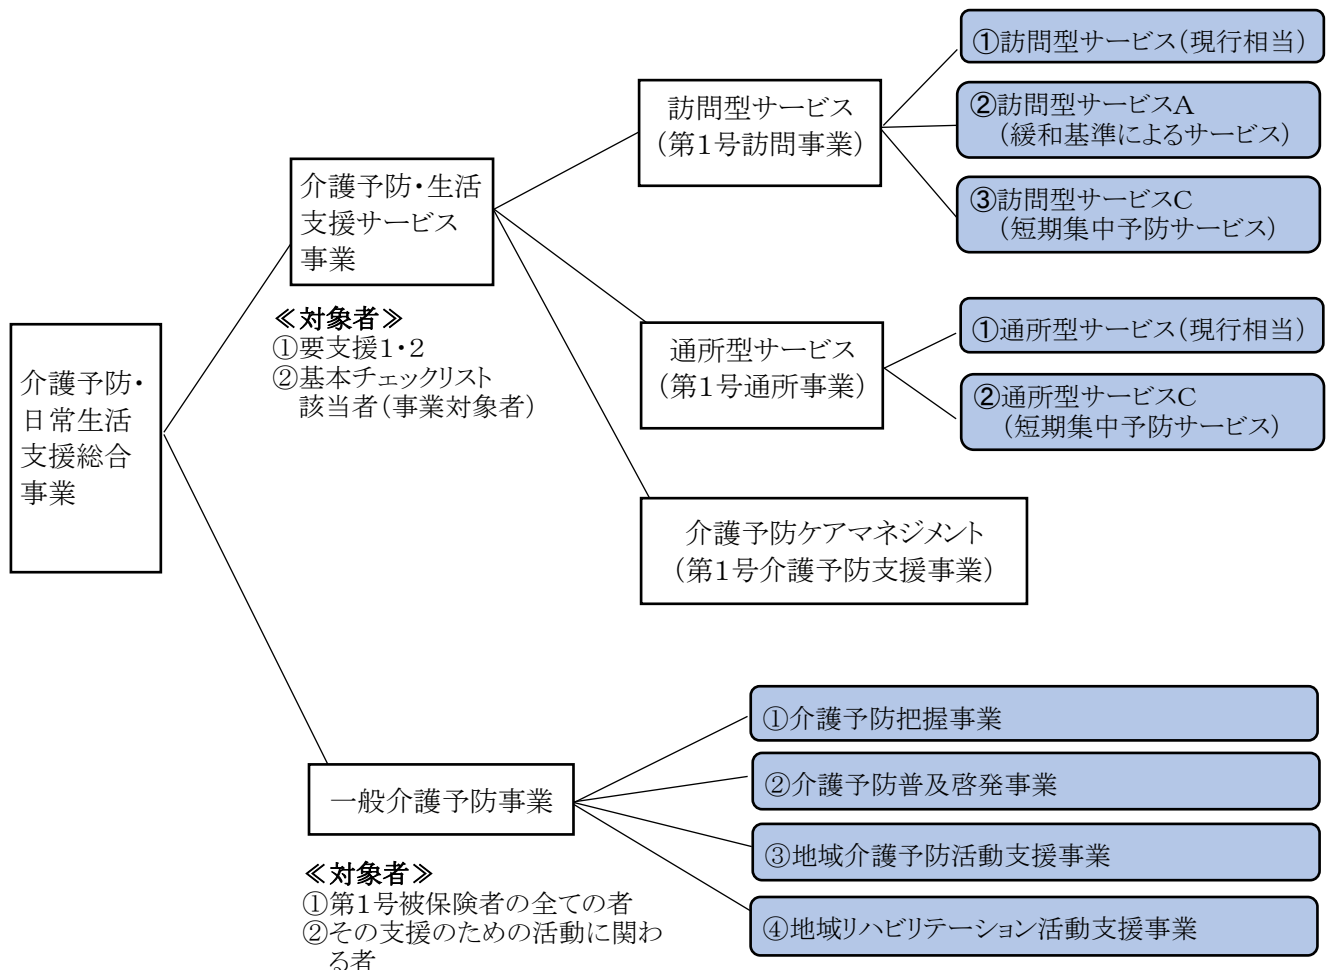 ①訪問型サービス(現行相当)
訪問型サービス
(第1号訪問事業)
②訪問型サービスA
(緩和基準によるサービス)
③訪問型サービスC
(短期集中予防サービス)
介護予防・生活
支援サービス
事業
≪対象者≫
①要支援1・2
②基本チェックリスト
該当者(事業対象者)
①通所型サービス(現行相当)
通所型サービス
(第1号通所事業)
②通所型サービスC
(短期集中予防サービス)
介護予防・
日常生活
支援総合
事業
介護予防ケアマネジメント
(第1号介護予防支援事業)
①介護予防把握事業
②介護予防普及啓発事業
一般介護予防事業
③地域介護予防活動支援事業
④地域リハビリテーション活動支援事業
≪対象者≫
①第1号被保険者の全ての者
②その支援のための活動に関わ
る者